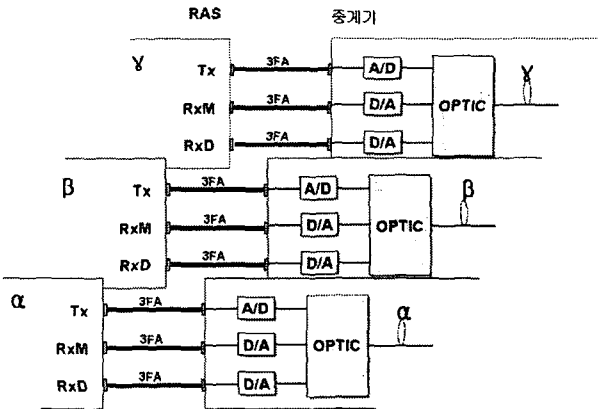 RAS 중계기
γ
Tx 3FA A/D
RxM 3FA D/A OPTIC γ
RxD 3FA D/A
β
Tx 3FA A/D
RxM 3FA D/A OPTIC β
RxD 3FA D/A
α
Tx 3FA A/D
RxM 3FA D/A OPTIC α
RxD 3FA D/A